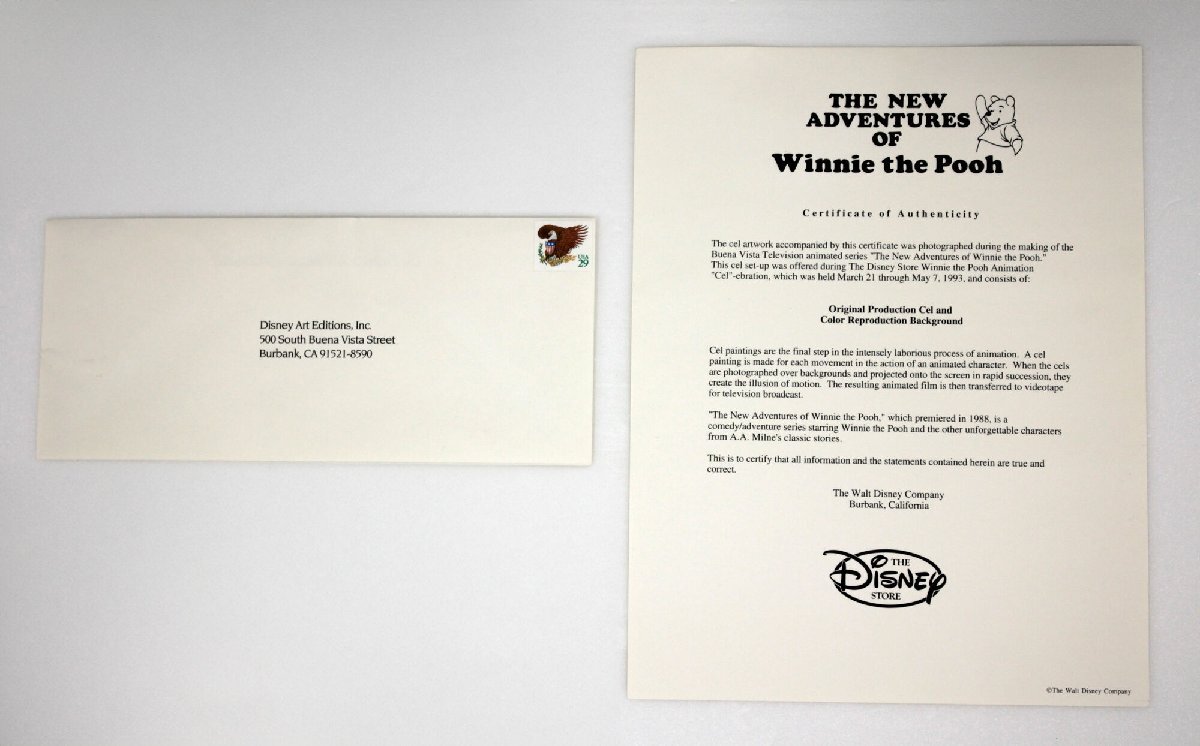 USA
29
Disney Art Editions, Inc.
500 South Buena Vista Street
Burbank, CA 91521-8590
THE NEW
ADVENTURES
OF
Winnie the Pooh
Certificate of Authenticity
The cel artwork accompanied by this certificate was photographed during the making of the
Buena Vista Television animated series "The New Adventures of Winnie the Pooh."
This cel set-up was offered during The Disney Store Winnie the Pooh Animation
"Cel"-ebration, which was held March 21 through May 7, 1993, and consists of:
Original Production Cel and
Color Reproduction Background
Cel paintings are the final step in the intensely laborious process of animation. A cel
painting is made for each movement in the action of an animated character. When the cels
are photographed over backgrounds and projected onto the screen in rapid succession, they
create the illusion of motion. The resulting animated film is then transferred to videotape
for television broadcast.
"The New Adventures of Winnie the Pooh," which premiered in 1988, is a
comedy/adventure series starring Winnie the Pooh and the other unforgettable characters
from A.A. Milne's classic stories.
This is to certify that all information and the statements contained herein are true and
correct.
The Walt Disney Company
Burbank, California
THE
DISNEY
STORE
©The Walt Disney Company